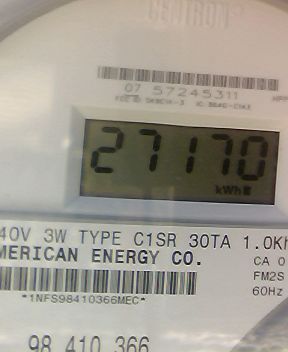 CENTRON®
07 57245311
27170
kWh
40V 3W TYPE C1SR 30TA 1.0Kh
MERICAN ENERGY CO.
CA 0
FM2S
60Hz
*1NFS98410366MEC*
98 410 366